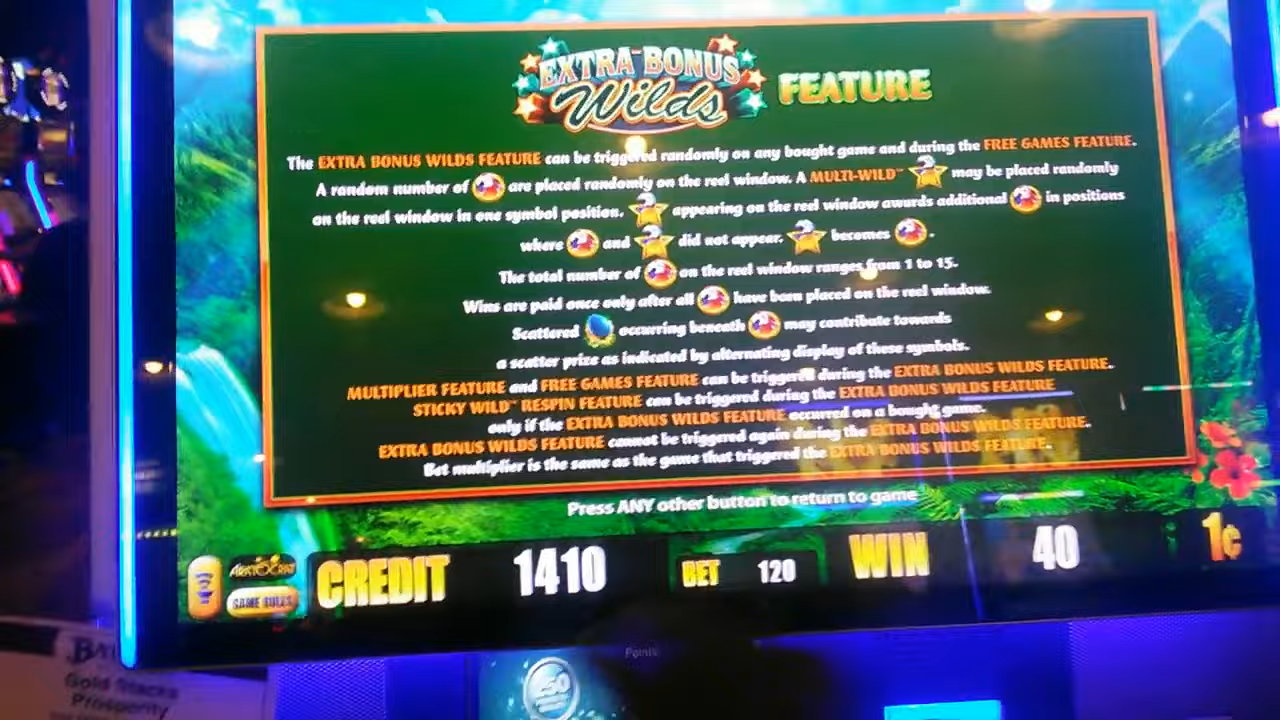 EXTRA BONUS
Wilds FEATURE
The EXTRA BONUS WILDS FEATURE can be triggered randomly on any bought game and during the FREE GAMES FEATURE.
A random number of are placed randomly on the reel window. A MULTI-WILD™ may be placed randomly
on the reel window in one symbol position. appearing on the reel window awards additional in positions
where and did not appear. becomes .
The total number of on the reel window ranges from 1 to 15.
Wins are paid once only after all have been placed on the reel window.
Scattered occurring beneath may contribute towards
a scatter prize as indicated by alternating display of these symbols.
MULTIPLIER FEATURE and FREE GAMES FEATURE can be triggered during the EXTRA BONUS WILDS FEATURE.
STICKY WILD™ RESPIN FEATURE can be triggered during the EXTRA BONUS WILDS FEATURE
only if the EXTRA BONUS WILDS FEATURE occurred on a bought game.
EXTRA BONUS WILDS FEATURE cannot be triggered again during the EXTRA BONUS WILDS FEATURE.
Bet multiplier is the same as the game that triggered the EXTRA BONUS WILDS FEATURE.
Press ANY other button to return to game
ARISTOCRAT
GAME RULES
CREDIT 1410 BET 120 WIN 40 1¢
Points
Gold Stacks
Prosperity
50